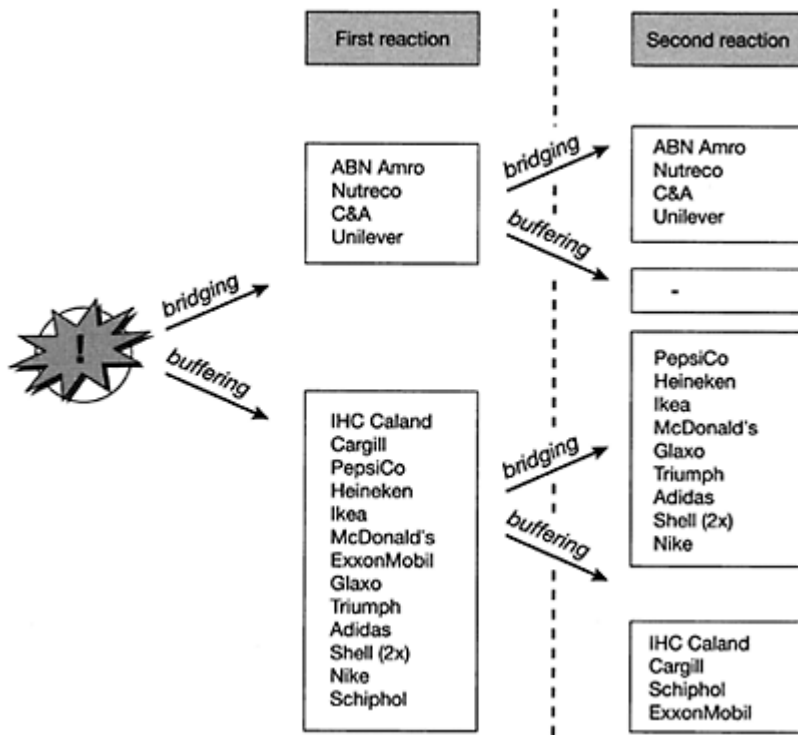 First reaction
Second reaction
ABN Amro
Nutreco
C&A
Unilever
bridging
buffering
ABN Amro
Nutreco
C&A
Unilever
-
!
bridging
buffering
IHC Caland
Cargill
PepsiCo
Heineken
Ikea
McDonald's
ExxonMobil
Glaxo
Triumph
Adidas
Shell (2x)
Nike
Schiphol
bridging
buffering
PepsiCo
Heineken
Ikea
McDonald's
Glaxo
Triumph
Adidas
Shell (2x)
Nike
IHC Caland
Cargill
Schiphol
ExxonMobil